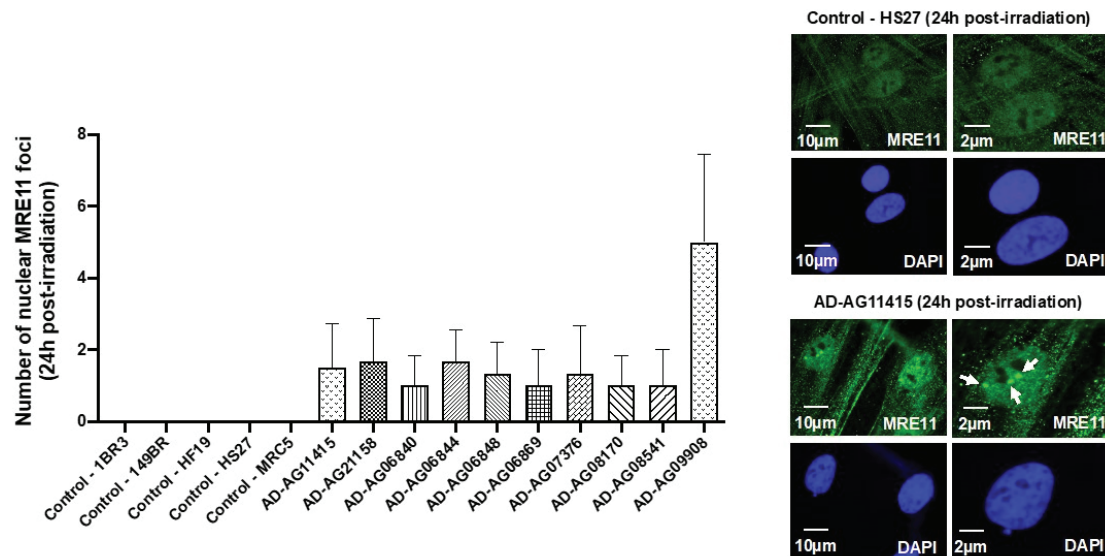 Number of nuclear MRE11 foci
(24h post-irradiation)
8
6
4
2
0
Control - 1BR3
Control - 149BR
Control - HF19
Control - HS27
Control - MRC5
AD-AG11415
AD-AG21158
AD-AG06840
AD-AG06844
AD-AG06848
AD-AG06869
AD-AG07376
AD-AG08170
AD-AG08541
AD-AG09908
Control - HS27 (24h post-irradiation)
10µm
MRE11
2µm
MRE11
10µm
DAPI
2µm
DAPI
AD-AG11415 (24h post-irradiation)
10µm
MRE11
2µm
MRE11
10µm
DAPI
2µm
DAPI